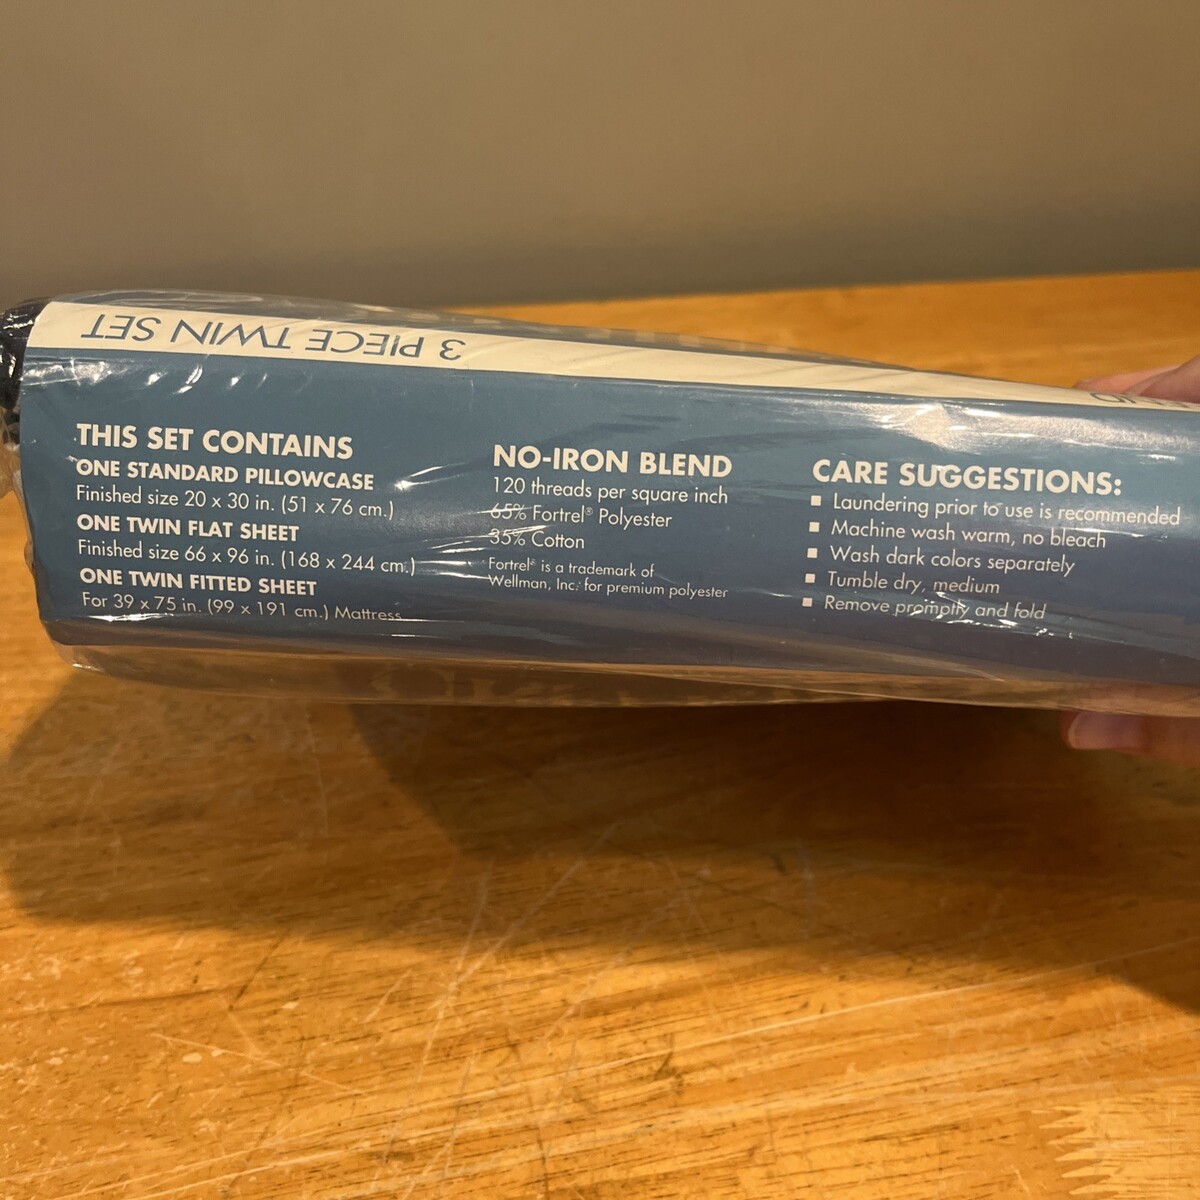 3 PIECE TWIN SET
THIS SET CONTAINS
ONE STANDARD PILLOWCASE
Finished size 20 x 30 in. (51 x 76 cm.)
ONE TWIN FLAT SHEET
Finished size 66 x 96 in. (168 x 244 cm.)
ONE TWIN FITTED SHEET
For 39 x 75 in. (99 x 191 cm.) Mattress
NO-IRON BLEND
120 threads per square inch
65% Fortrel® Polyester
35% Cotton
Fortrel® is a trademark of
Wellman, Inc. for premium polyester
CARE SUGGESTIONS:
▪ Laundering prior to use is recommended
▪ Machine wash warm, no bleach
▪ Wash dark colors separately
▪ Tumble dry, medium
▪ Remove promptly and fold